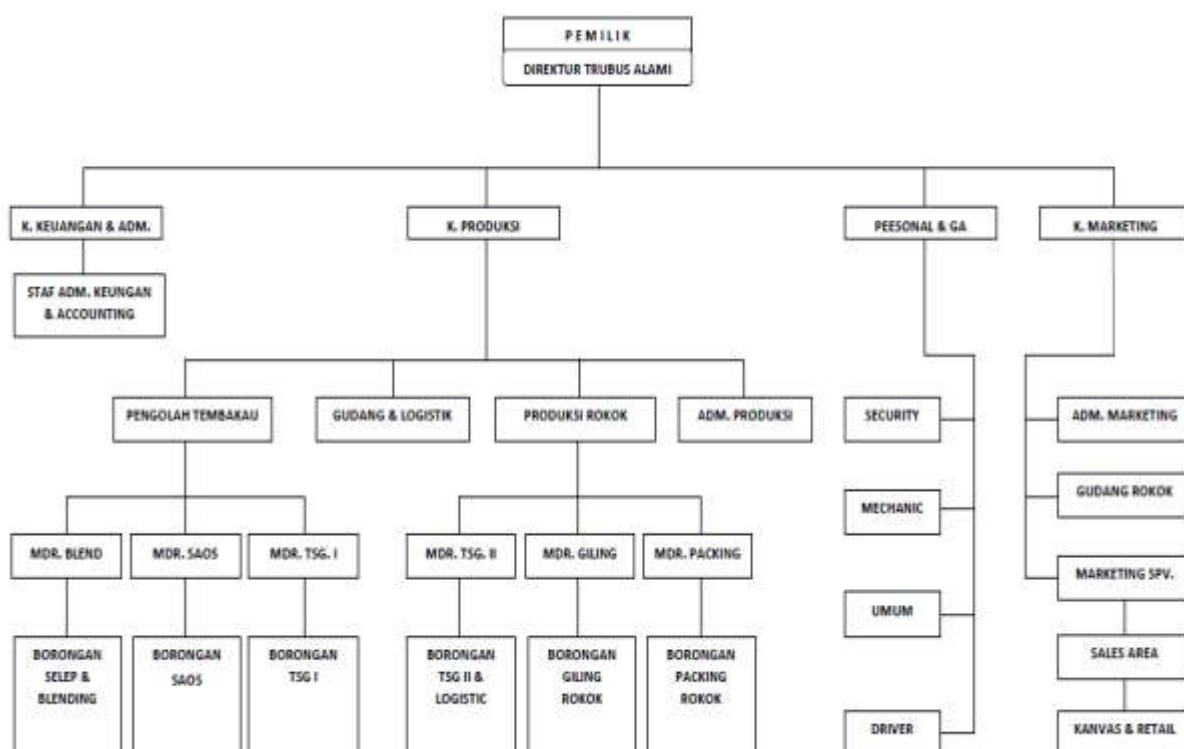 PEMILIK
DIREKTUR TRUBUS ALAMI
K. KEUANGAN & ADM.
K. PRODUKSI
PEESONAL & GA
K. MARKETING
STAF ADM. KEUNGAN
& ACCOUNTING
PENGOLAH TEMBAKAU
GUDANG & LOGISTIK
PRODUKSI ROKOK
ADM. PRODUKSI
SECURITY
ADM. MARKETING
MECHANIC
GUDANG ROKOK
MDR. BLEND
MDR. SAOS
MDR. TSG. I
MDR. TSG. II
MDR. GILING
MDR. PACKING
MARKETING SPV.
UMUM
BORONGAN
SELEP &
BLENDING
BORONGAN
SAOS
BORONGAN
TSG I
BORONGAN
TSG II &
LOGISTIC
BORONGAN
GILING
ROKOK
BORONGAN
PACKING
ROKOK
SALES AREA
DRIVER
KANVAS & RETAIL